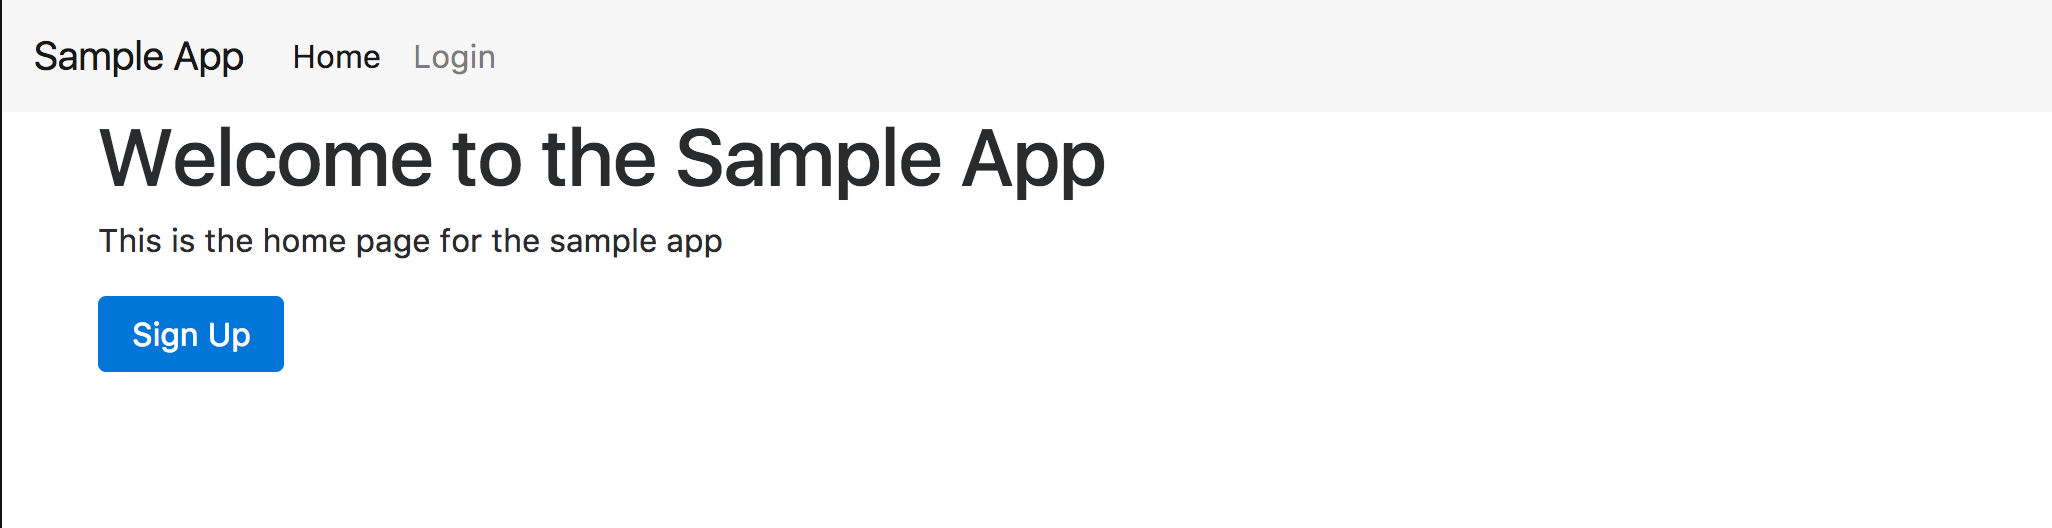 Sample App Home Login
Welcome to the Sample App
This is the home page for the sample app
Sign Up